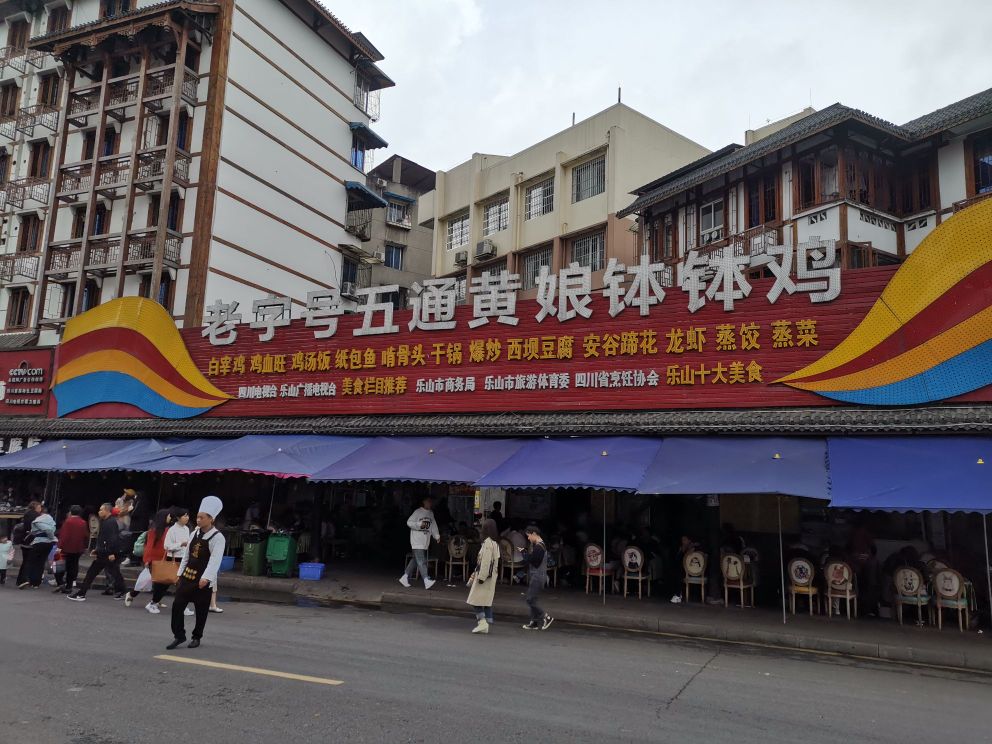 老字号五通黄娘钵钵鸡
白宰鸡 鸡血旺 鸡汤饭 纸包鱼 啃骨头 干锅 爆炒 西坝豆腐 安谷蹄花 龙虾 蒸饺 蒸菜
四川电视台 乐山广播电视台 美食栏目推荐 乐山市商务局 乐山市旅游体育委 四川省烹饪协会 乐山十大美食
CCTV.com